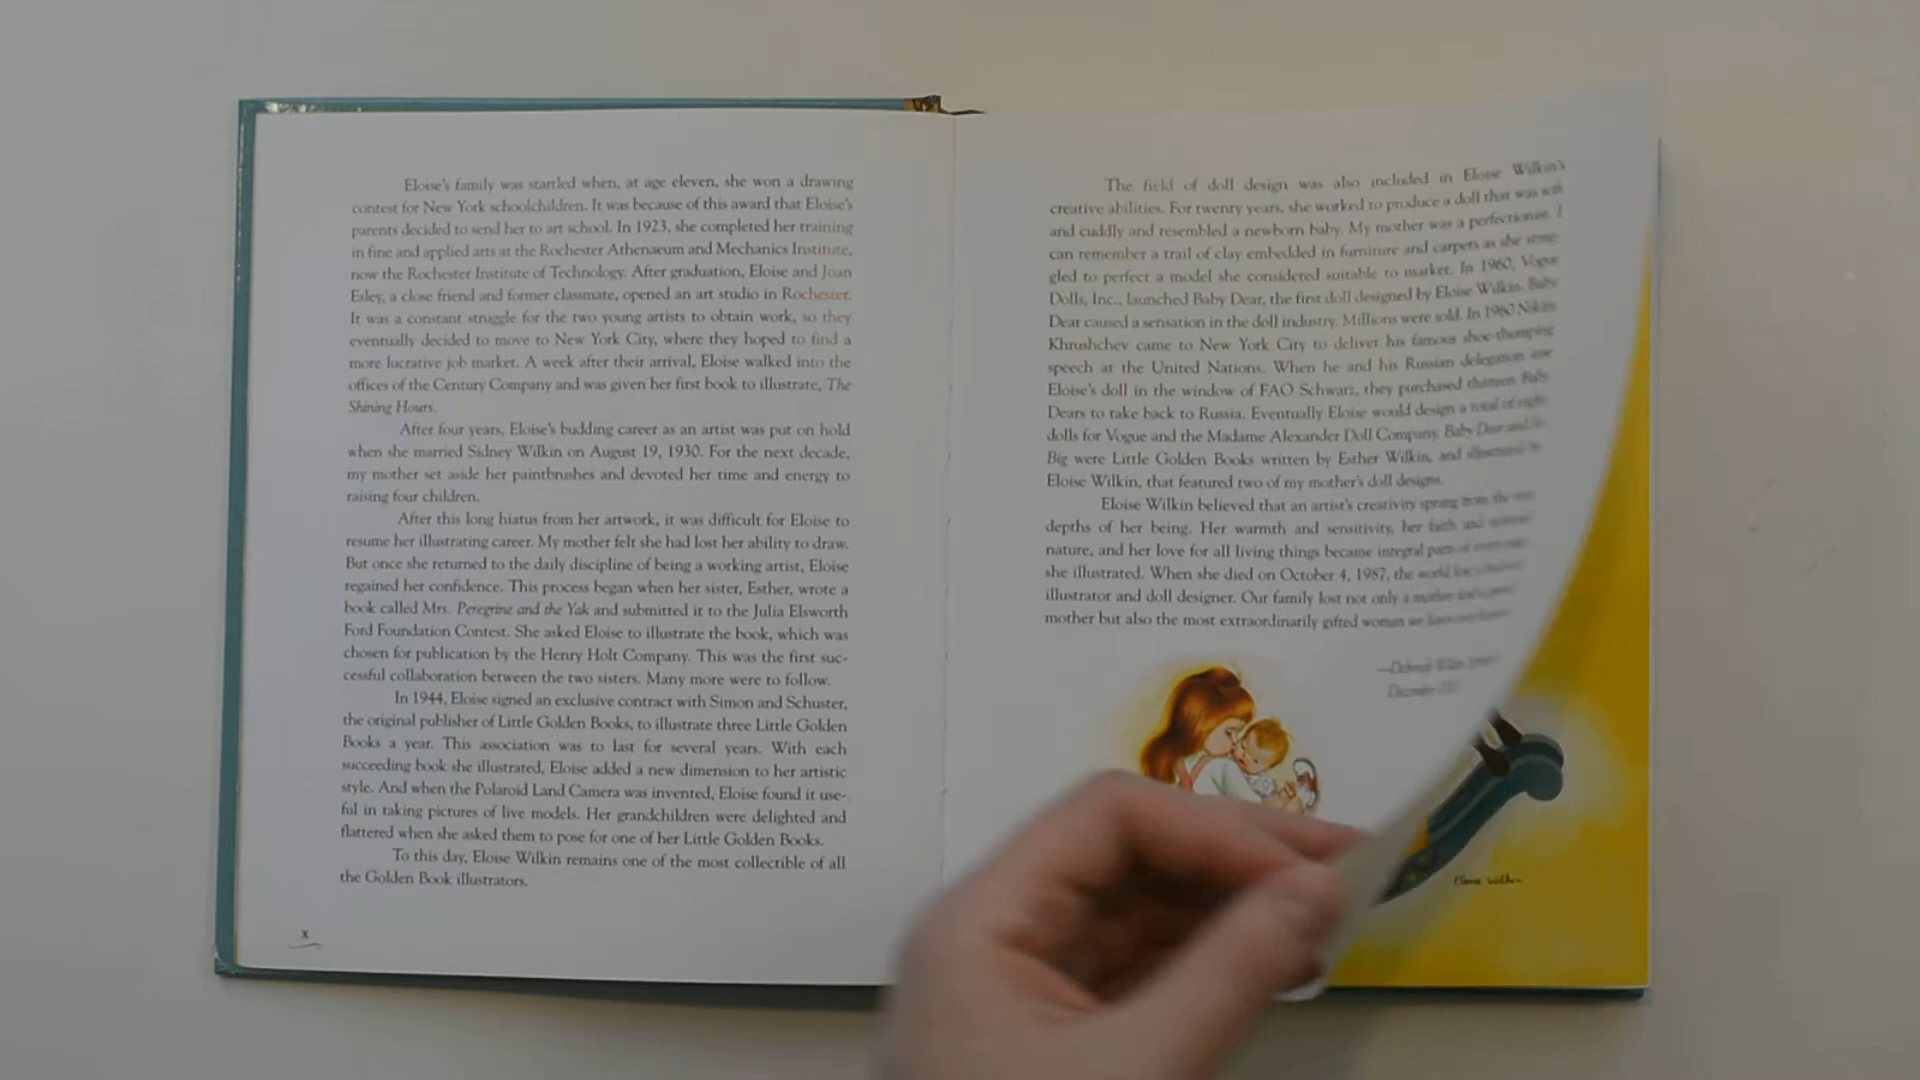 Eloise's family was startled when, at age eleven, she won a drawing
contest for New York schoolchildren. It was because of this award that Eloise's
parents decided to send her to art school. In 1923, she completed her training
in fine and applied arts at the Rochester Athenaeum and Mechanics Institute,
now the Rochester Institute of Technology. After graduation, Eloise and Joan
Esley, a close friend and former classmate, opened an art studio in Rochester.
It was a constant struggle for the two young artists to obtain work, so they
eventually decided to move to New York City, where they hoped to find a
more lucrative job market. A week after their arrival, Eloise walked into the
offices of the Century Company and was given her first book to illustrate, The
Shining Hours.
After four years, Eloise's budding career as an artist was put on hold
when she married Sidney Wilkin on August 19, 1930. For the next decade,
my mother set aside her paintbrushes and devoted her time and energy to
raising four children.
After this long hiatus from her artwork, it was difficult for Eloise to
resume her illustrating career. My mother felt she had lost her ability to draw.
But once she returned to the daily discipline of being a working artist, Eloise
regained her confidence. This process began when her sister, Esther, wrote a
book called Mrs. Peregrine and the Yak and submitted it to the Julia Elsworth
Ford Foundation Contest. She asked Eloise to illustrate the book, which was
chosen for publication by the Henry Holt Company. This was the first suc-
cessful collaboration between the two sisters. Many more were to follow.
In 1944, Eloise signed an exclusive contract with Simon and Schuster,
the original publisher of Little Golden Books, to illustrate three Little Golden
Books a year. This association was to last for several years. With each
succeeding book she illustrated, Eloise added a new dimension to her artistic
style. And when the Polaroid Land Camera was invented, Eloise found it use-
ful in taking pictures of live models. Her grandchildren were delighted and
flattered when she asked them to pose for one of her Little Golden Books.
To this day, Eloise Wilkin remains one of the most collectible of all
the Golden Book illustrators.
x
The field of doll design was also included in Eloise Wilkin's
creative abilities. For twenty years, she worked to produce a doll that was soft
and cuddly and resembled a newborn baby. My mother was a perfectionist. I
can remember a trail of clay embedded in furniture and carpets as she
gled to perfect a model she considered suitable to market. In 1960, Vogue
Dolls, Inc., launched Baby Dear, the first doll designed by Eloise Wilkin. Baby
Dear caused a sensation in the doll industry. Millions were sold. In 1960 Nikita
Khrushchev came to New York City to deliver his famous shoe-thumping
speech at the United Nations. When he and his Russian delegation saw
Eloise's doll in the window of FAO Schwarz, they purchased thirteen Baby
Dears to take back to Russia. Eventually Eloise would design a total of eight
dolls for Vogue and the Madame Alexander Doll Company. Baby Dear and
Big were Little Golden Books written by Esther Wilkin, and illustrated by
Eloise Wilkin, that featured two of my mother's doll designs.
Eloise Wilkin believed that an artist's creativity sprang from the very
depths of her being. Her warmth and sensitivity, her faith and
nature, and her love for all living things became integral parts of
she illustrated. When she died on October 4, 1987, the world lost
illustrator and doll designer. Our family lost not only a mother and
mother but also the most extraordinarily gifted woman
Eloise Wilkin